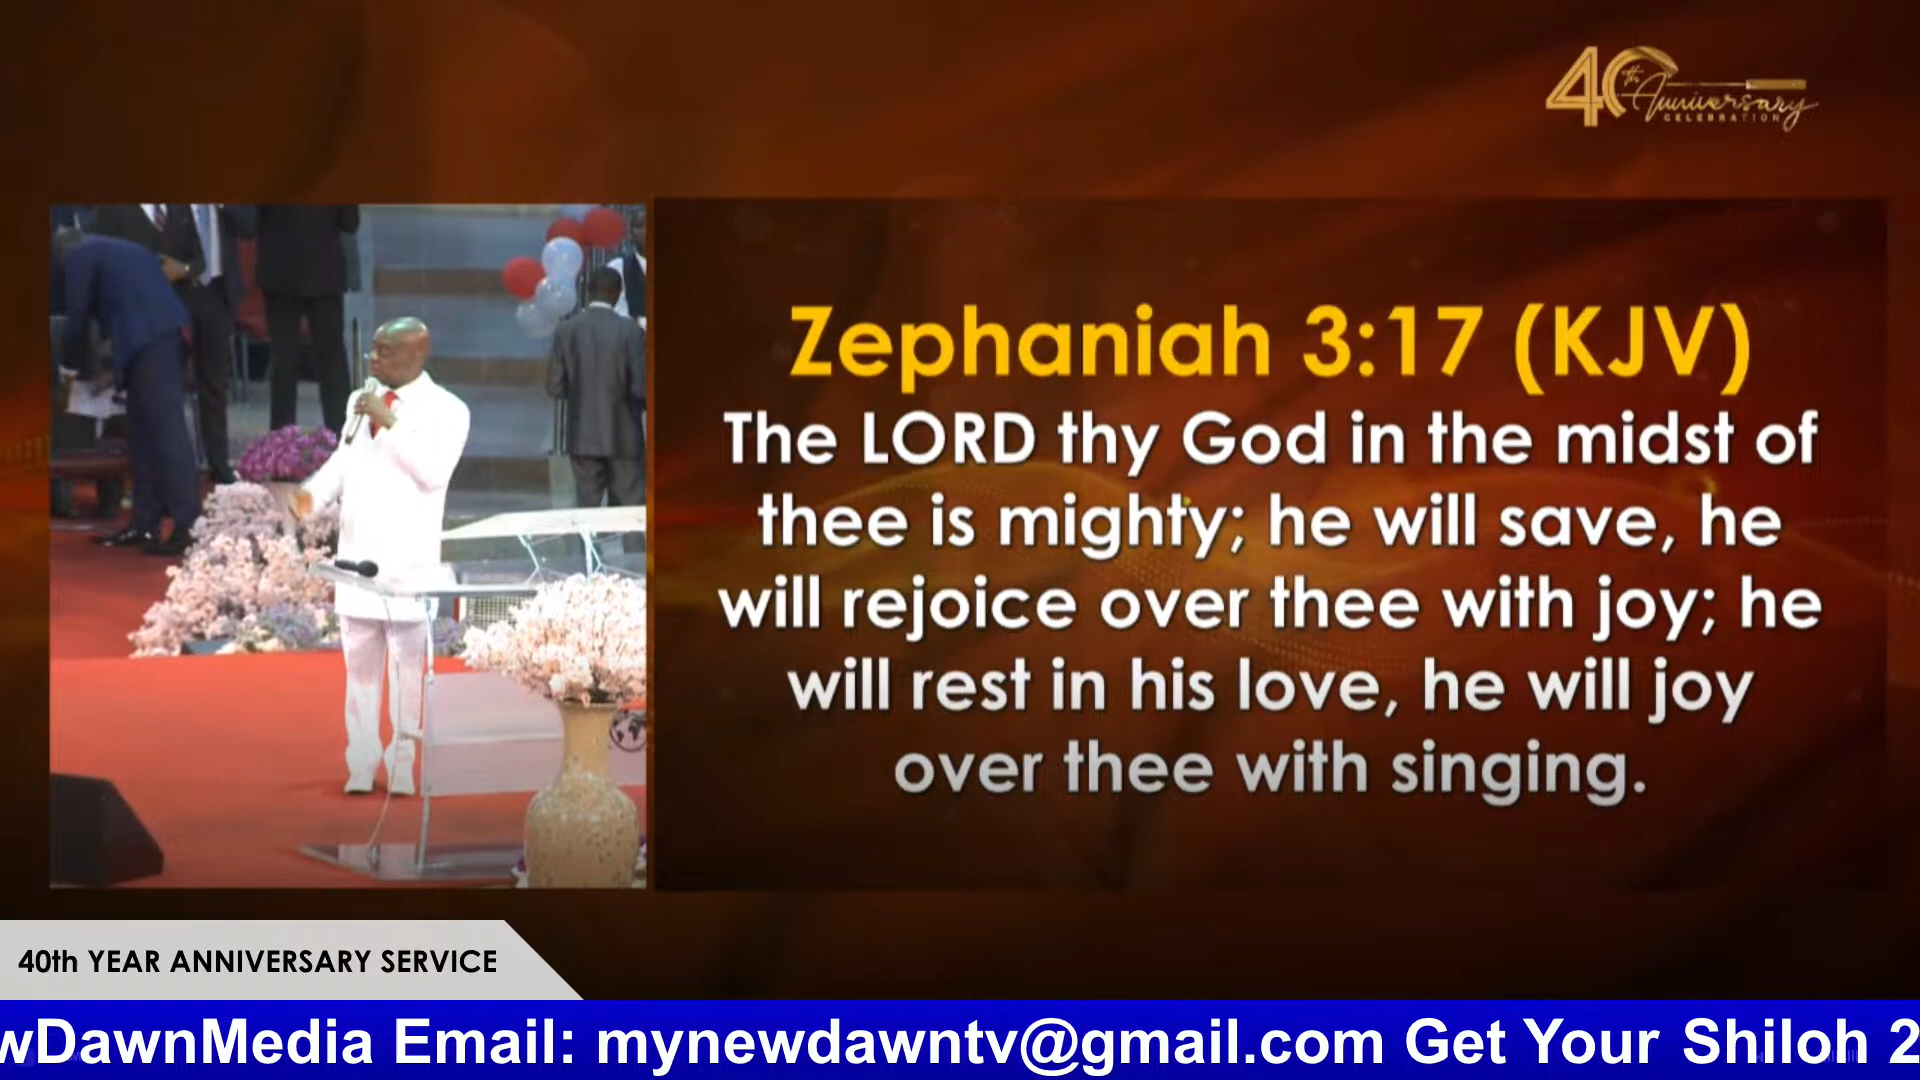 40th Anniversary
CELEBRATION
Zephaniah 3:17 (KJV)
The LORD thy God in the midst of
thee is mighty; he will save, he
will rejoice over thee with joy; he
will rest in his love, he will joy
over thee with singing.
40th YEAR ANNIVERSARY SERVICE
wDawnMedia Email: mynewdawntv@gmail.com Get Your Shiloh 2